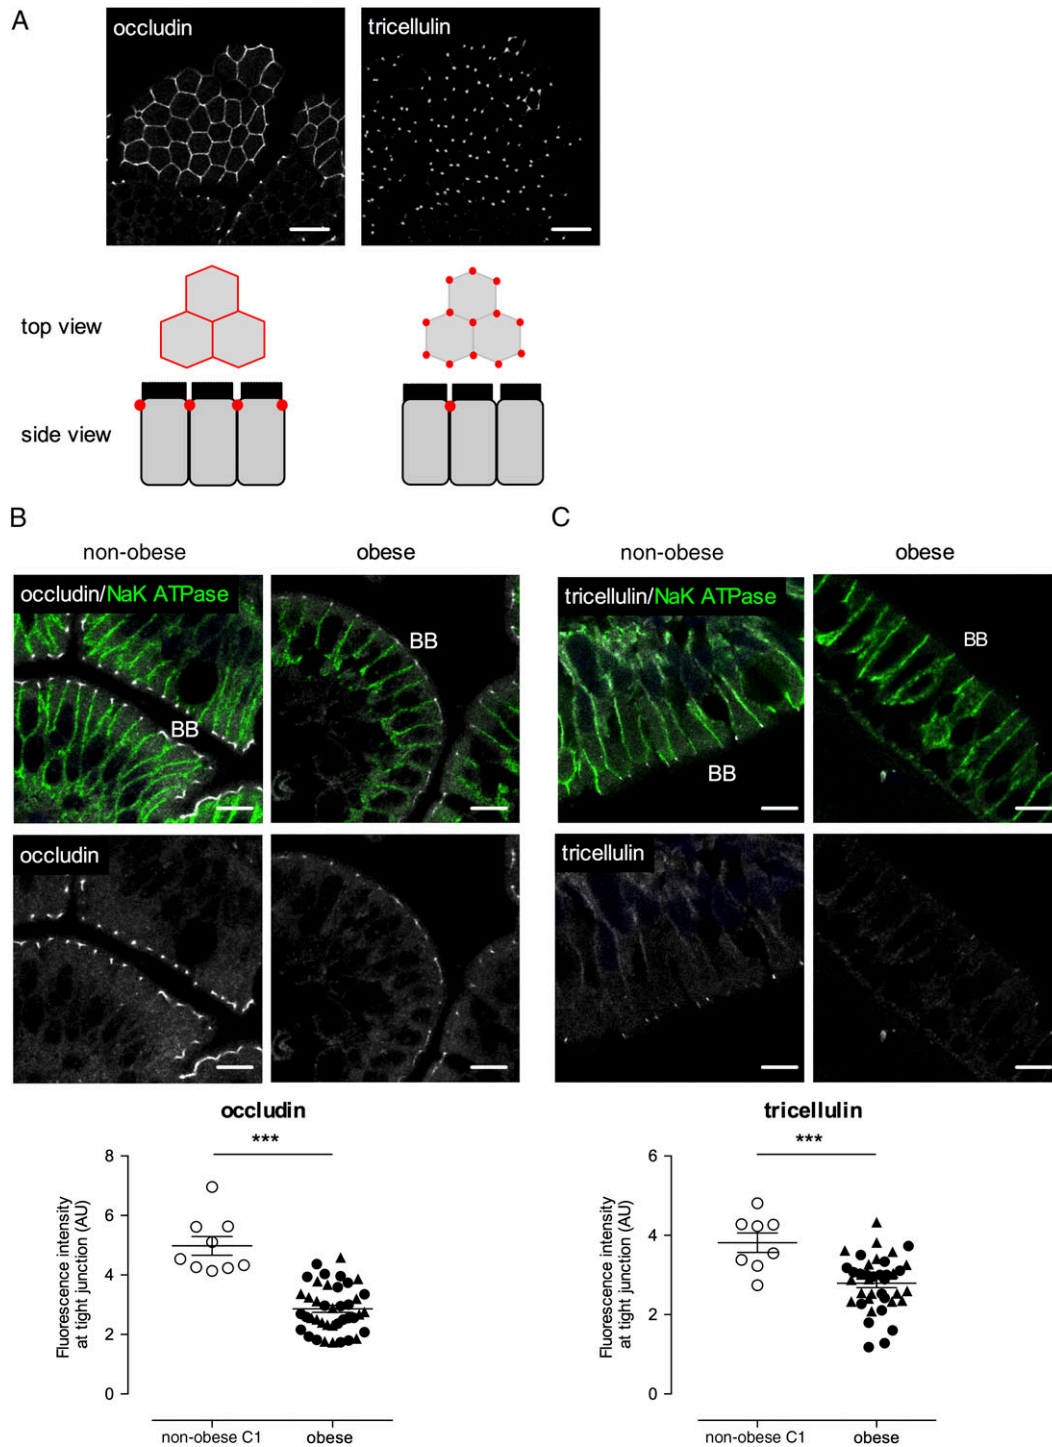 A
occludin
tricellulin
top view
side view
B
non-obese
obese
occludin/NaK ATPase
BB
BB
occludin
occludin
***
Fluorescence intensity
at tight junction (AU)
8
6
4
2
0
non-obese C1
obese
C
non-obese
obese
tricellulin/NaK ATPase
BB
BB
tricellulin
tricellulin
***
Fluorescence intensity
at tight junction (AU)
6
4
2
0
non-obese C1
obese